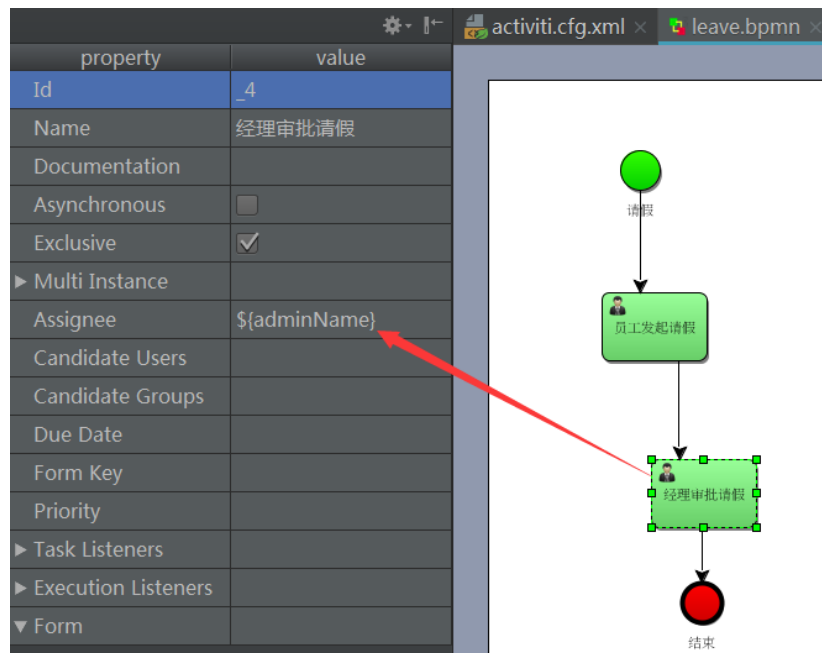 activiti.cfg.xml
leave.bpmn
property value
Id _4
Name 经理审批请假
Documentation
Asynchronous
Exclusive
Multi Instance
Assignee ${adminName}
Candidate Users
Candidate Groups
Due Date
Form Key
Priority
Task Listeners
Execution Listeners
Form
请假
员工发起请假
经理审批请假
结束